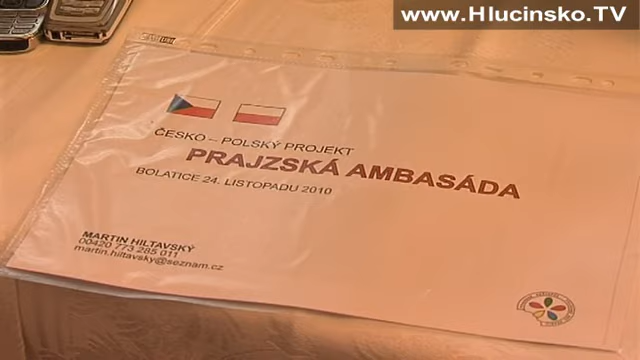 www.Hlucinsko.TV
ČESKO – POLSKÝ PROJEKT
PRAJZSKÁ AMBASÁDA
BOLATICE 24. LISTOPADU 2010
MARTIN HILTAVSKÝ
00420 773 285 011
martin.hiltavsky@seznam.cz